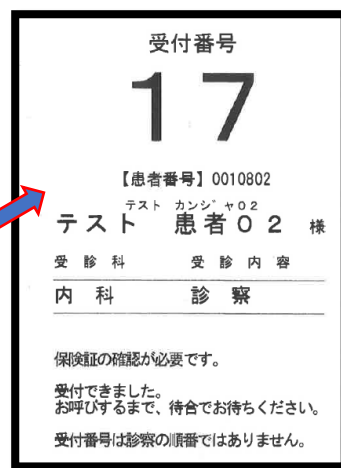 受付番号
17
【患者番号】0010802
テスト カンジャ02
テスト 患者02 様
受診科 受診内容
内科 診察
保険証の確認が必要です。
受付できました。
お呼びするまで、待合でお待ちください。
受付番号は診察の順番ではありません。